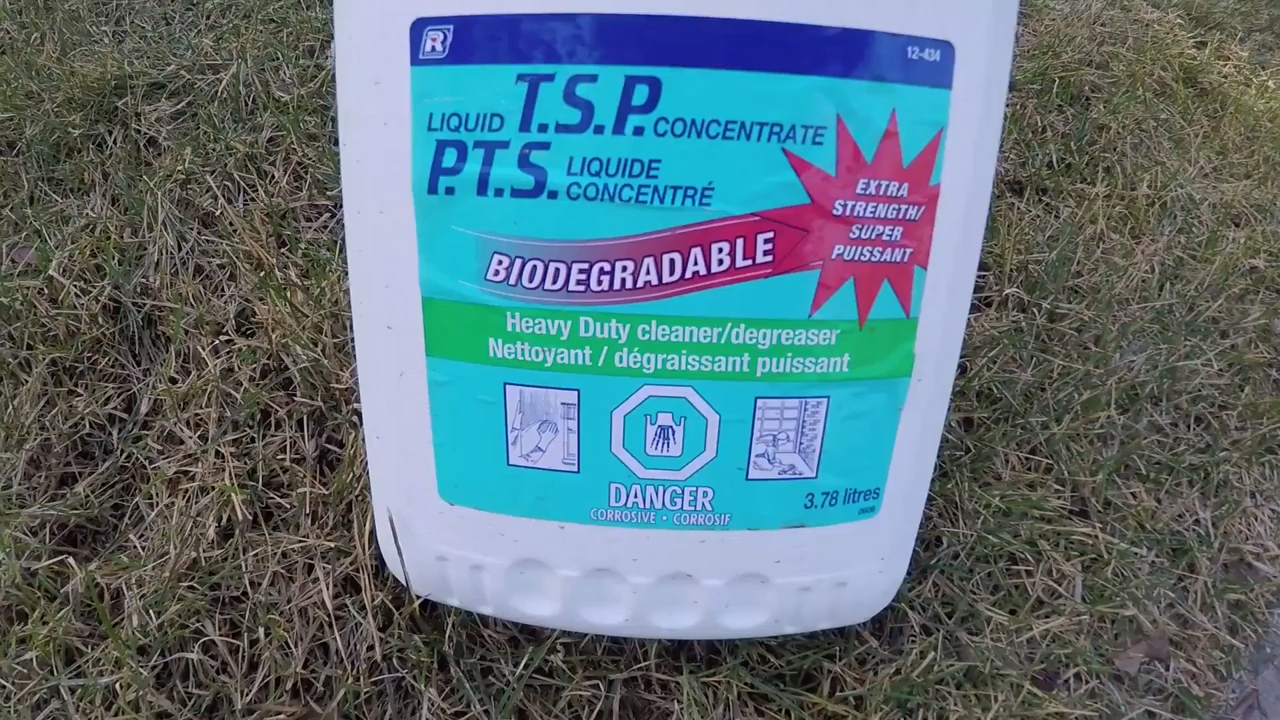 R
12-434
LIQUID T.S.P. CONCENTRATE
P.T.S. LIQUIDE
CONCENTRÉ
EXTRA
STRENGTH/
SUPER
PUISSANT
BIODEGRADABLE
Heavy Duty cleaner/degreaser
Nettoyant / dégraissant puissant
DANGER
CORROSIVE • CORROSIF
3.78 litres